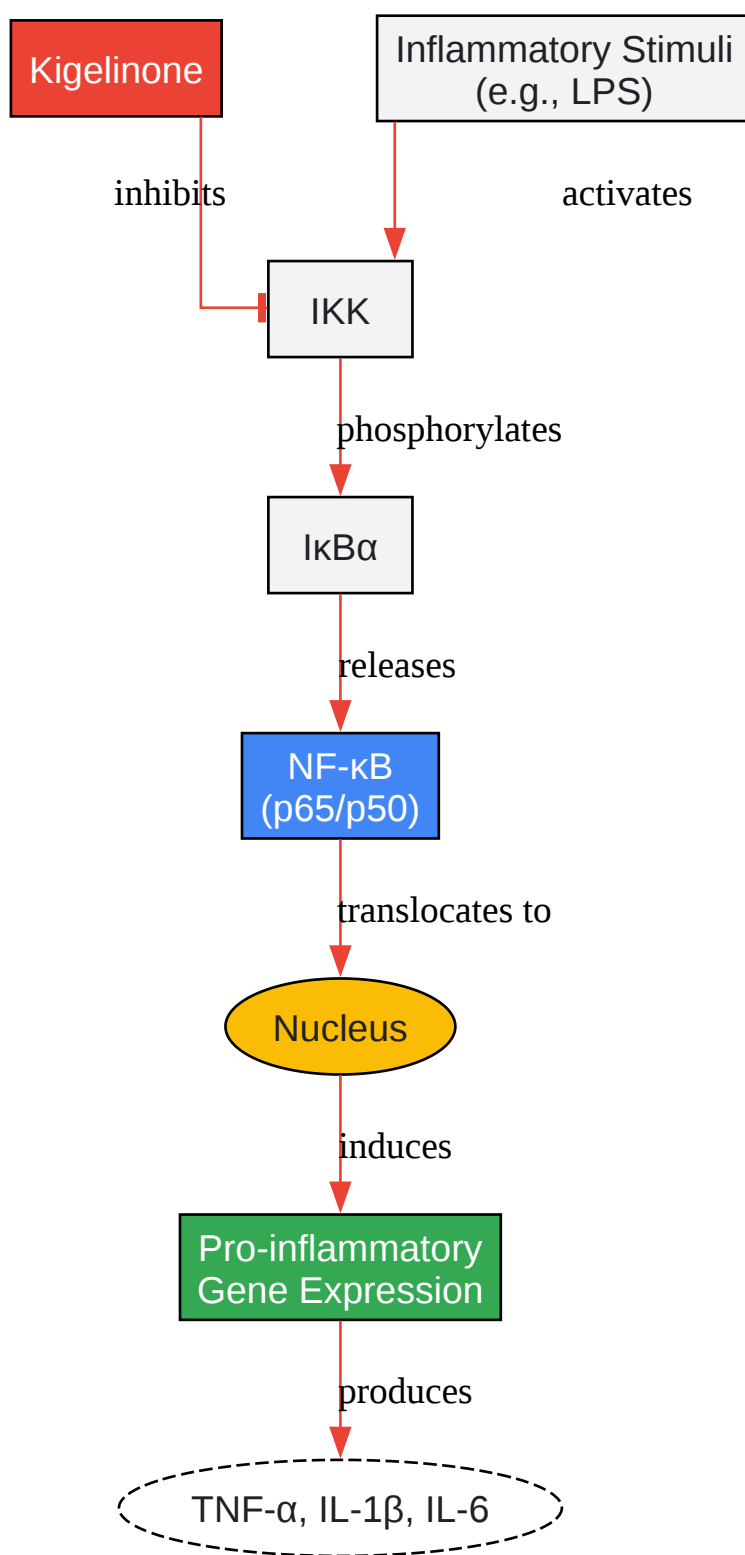 Kigelinone
Inflammatory Stimuli
(e.g., LPS)
inhibits
activates
IKK
phosphorylates
IκBα
releases
NF-κB
(p65/p50)
translocates to
Nucleus
induces
Pro-inflammatory
Gene Expression
produces
TNF-α, IL-1β, IL-6